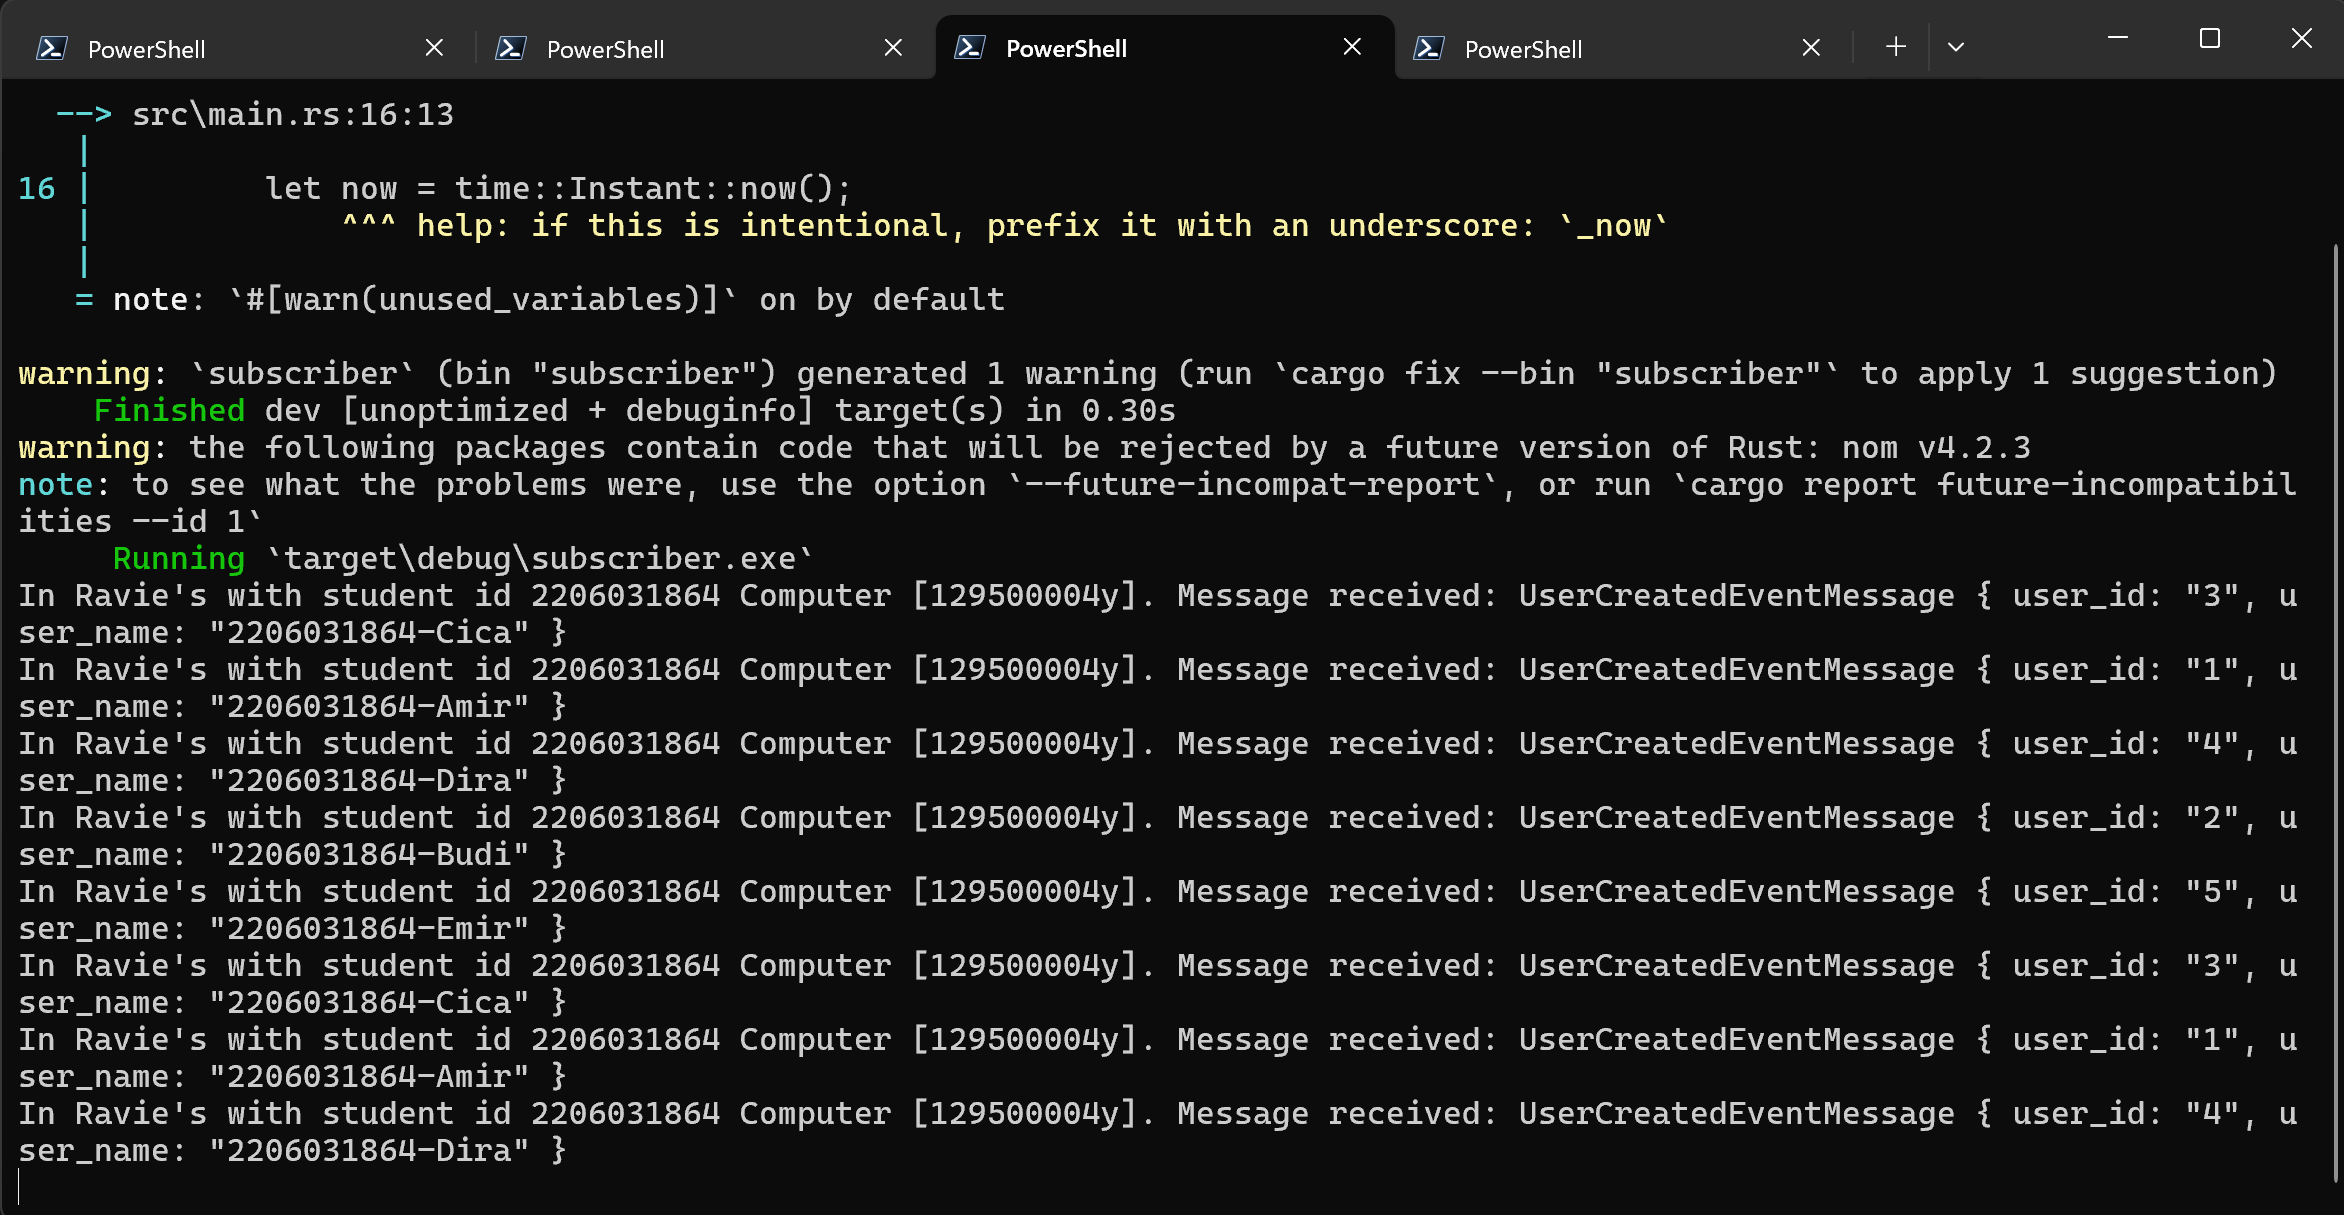 PowerShell PowerShell PowerShell PowerShell
--> src\main.rs:16:13
|
16 | let now = time::Instant::now();
| ^^^ help: if this is intentional, prefix it with an underscore: `_now`
|
= note: `#[warn(unused_variables)]` on by default
warning: `subscriber` (bin "subscriber") generated 1 warning (run `cargo fix --bin "subscriber"` to apply 1 suggestion)
Finished dev [unoptimized + debuginfo] target(s) in 0.30s
warning: the following packages contain code that will be rejected by a future version of Rust: nom v4.2.3
note: to see what the problems were, use the option `--future-incompat-report`, or run `cargo report future-incompatibil
ities --id 1`
Running `target\debug\subscriber.exe`
In Ravie's with student id 2206031864 Computer [129500004y]. Message received: UserCreatedEventMessage { user_id: "3", u
ser_name: "2206031864-Cica" }
In Ravie's with student id 2206031864 Computer [129500004y]. Message received: UserCreatedEventMessage { user_id: "1", u
ser_name: "2206031864-Amir" }
In Ravie's with student id 2206031864 Computer [129500004y]. Message received: UserCreatedEventMessage { user_id: "4", u
ser_name: "2206031864-Dira" }
In Ravie's with student id 2206031864 Computer [129500004y]. Message received: UserCreatedEventMessage { user_id: "2", u
ser_name: "2206031864-Budi" }
In Ravie's with student id 2206031864 Computer [129500004y]. Message received: UserCreatedEventMessage { user_id: "5", u
ser_name: "2206031864-Emir" }
In Ravie's with student id 2206031864 Computer [129500004y]. Message received: UserCreatedEventMessage { user_id: "3", u
ser_name: "2206031864-Cica" }
In Ravie's with student id 2206031864 Computer [129500004y]. Message received: UserCreatedEventMessage { user_id: "1", u
ser_name: "2206031864-Amir" }
In Ravie's with student id 2206031864 Computer [129500004y]. Message received: UserCreatedEventMessage { user_id: "4", u
ser_name: "2206031864-Dira" }